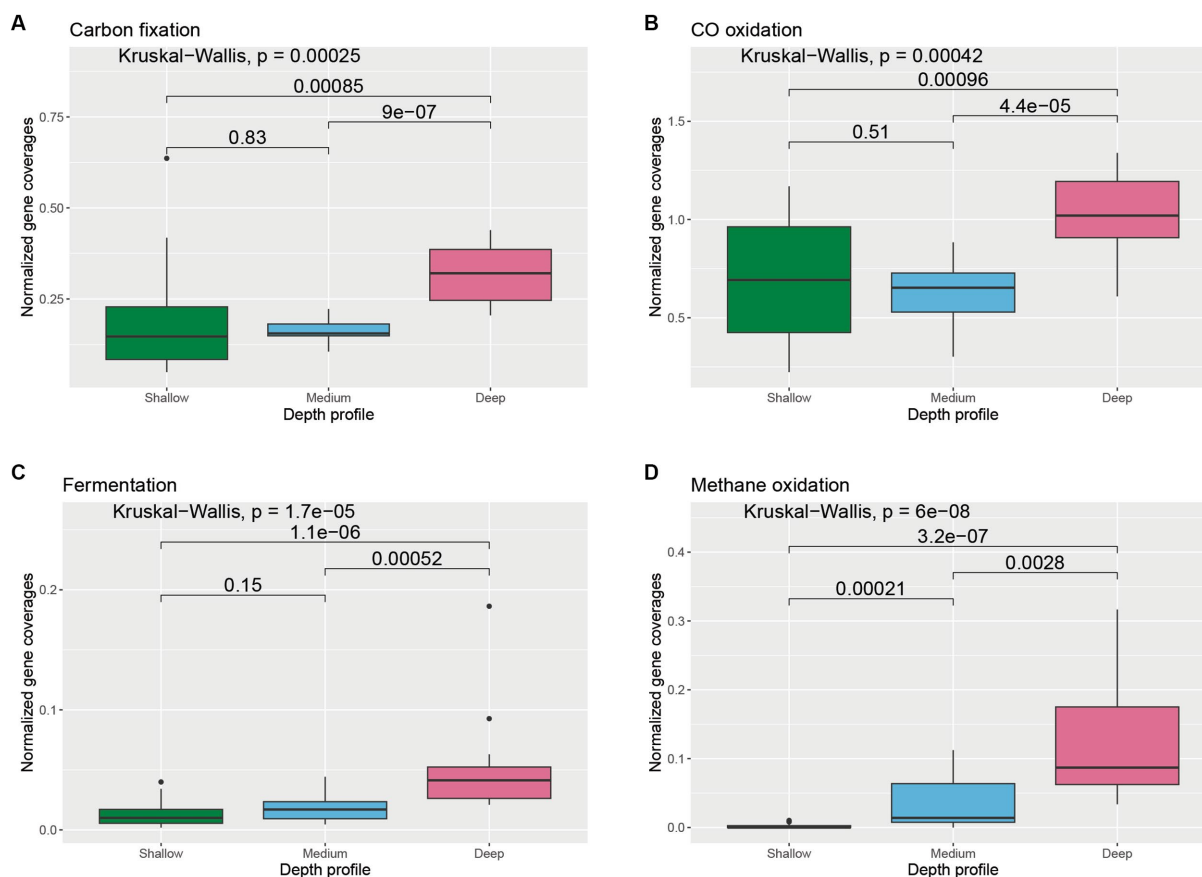 A
Carbon fixation
Kruskal−Wallis, p = 0.00025
0.00085
9e−07
0.83
0.75
0.50
0.25
Normalized gene coverages
Shallow Medium Deep
Depth profile
B
CO oxidation
Kruskal−Wallis, p = 0.00042
0.00096
4.4e−05
0.51
1.5
1.0
0.5
Normalized gene coverages
Shallow Medium Deep
Depth profile
C
Fermentation
Kruskal−Wallis, p = 1.7e−05
1.1e−06
0.00052
0.15
0.2
0.1
0.0
Normalized gene coverages
Shallow Medium Deep
Depth profile
D
Methane oxidation
Kruskal−Wallis, p = 6e−08
3.2e−07
0.0028
0.00021
0.4
0.3
0.2
0.1
0.0
Normalized gene coverages
Shallow Medium Deep
Depth profile